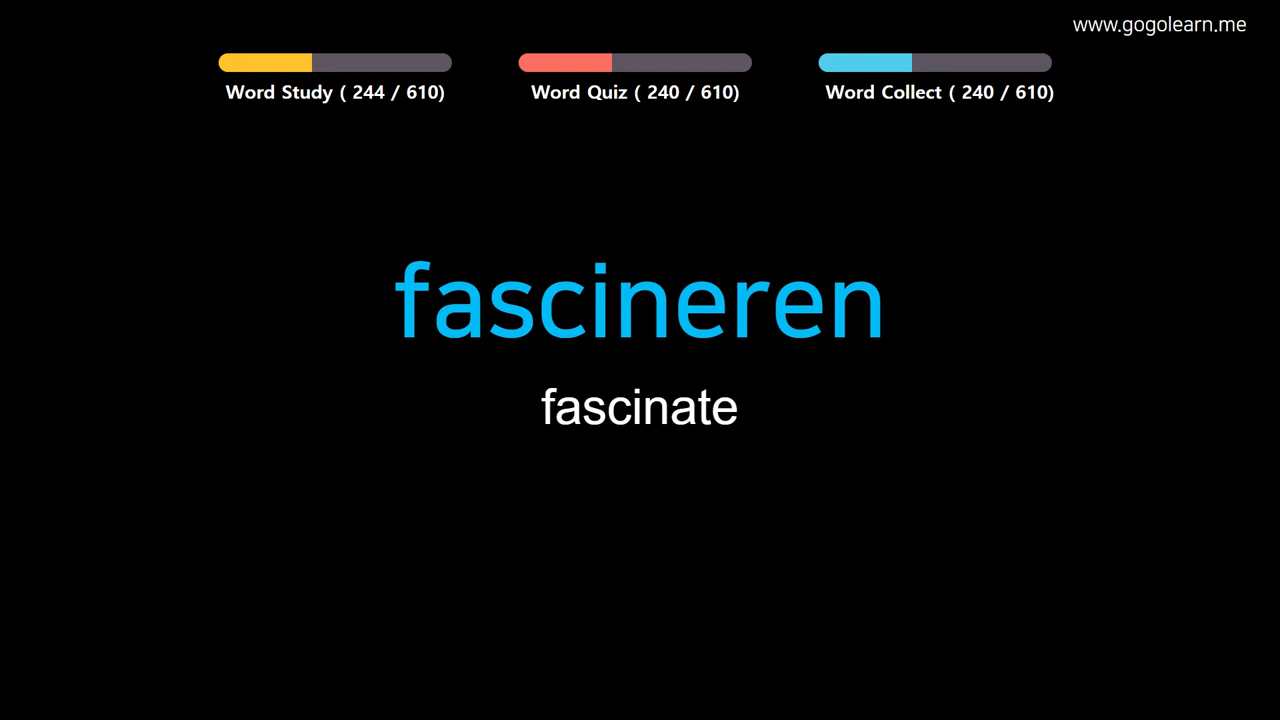 www.gogolearn.me
Word Study ( 244 / 610)
Word Quiz ( 240 / 610)
Word Collect ( 240 / 610)
fascineren
fascinate